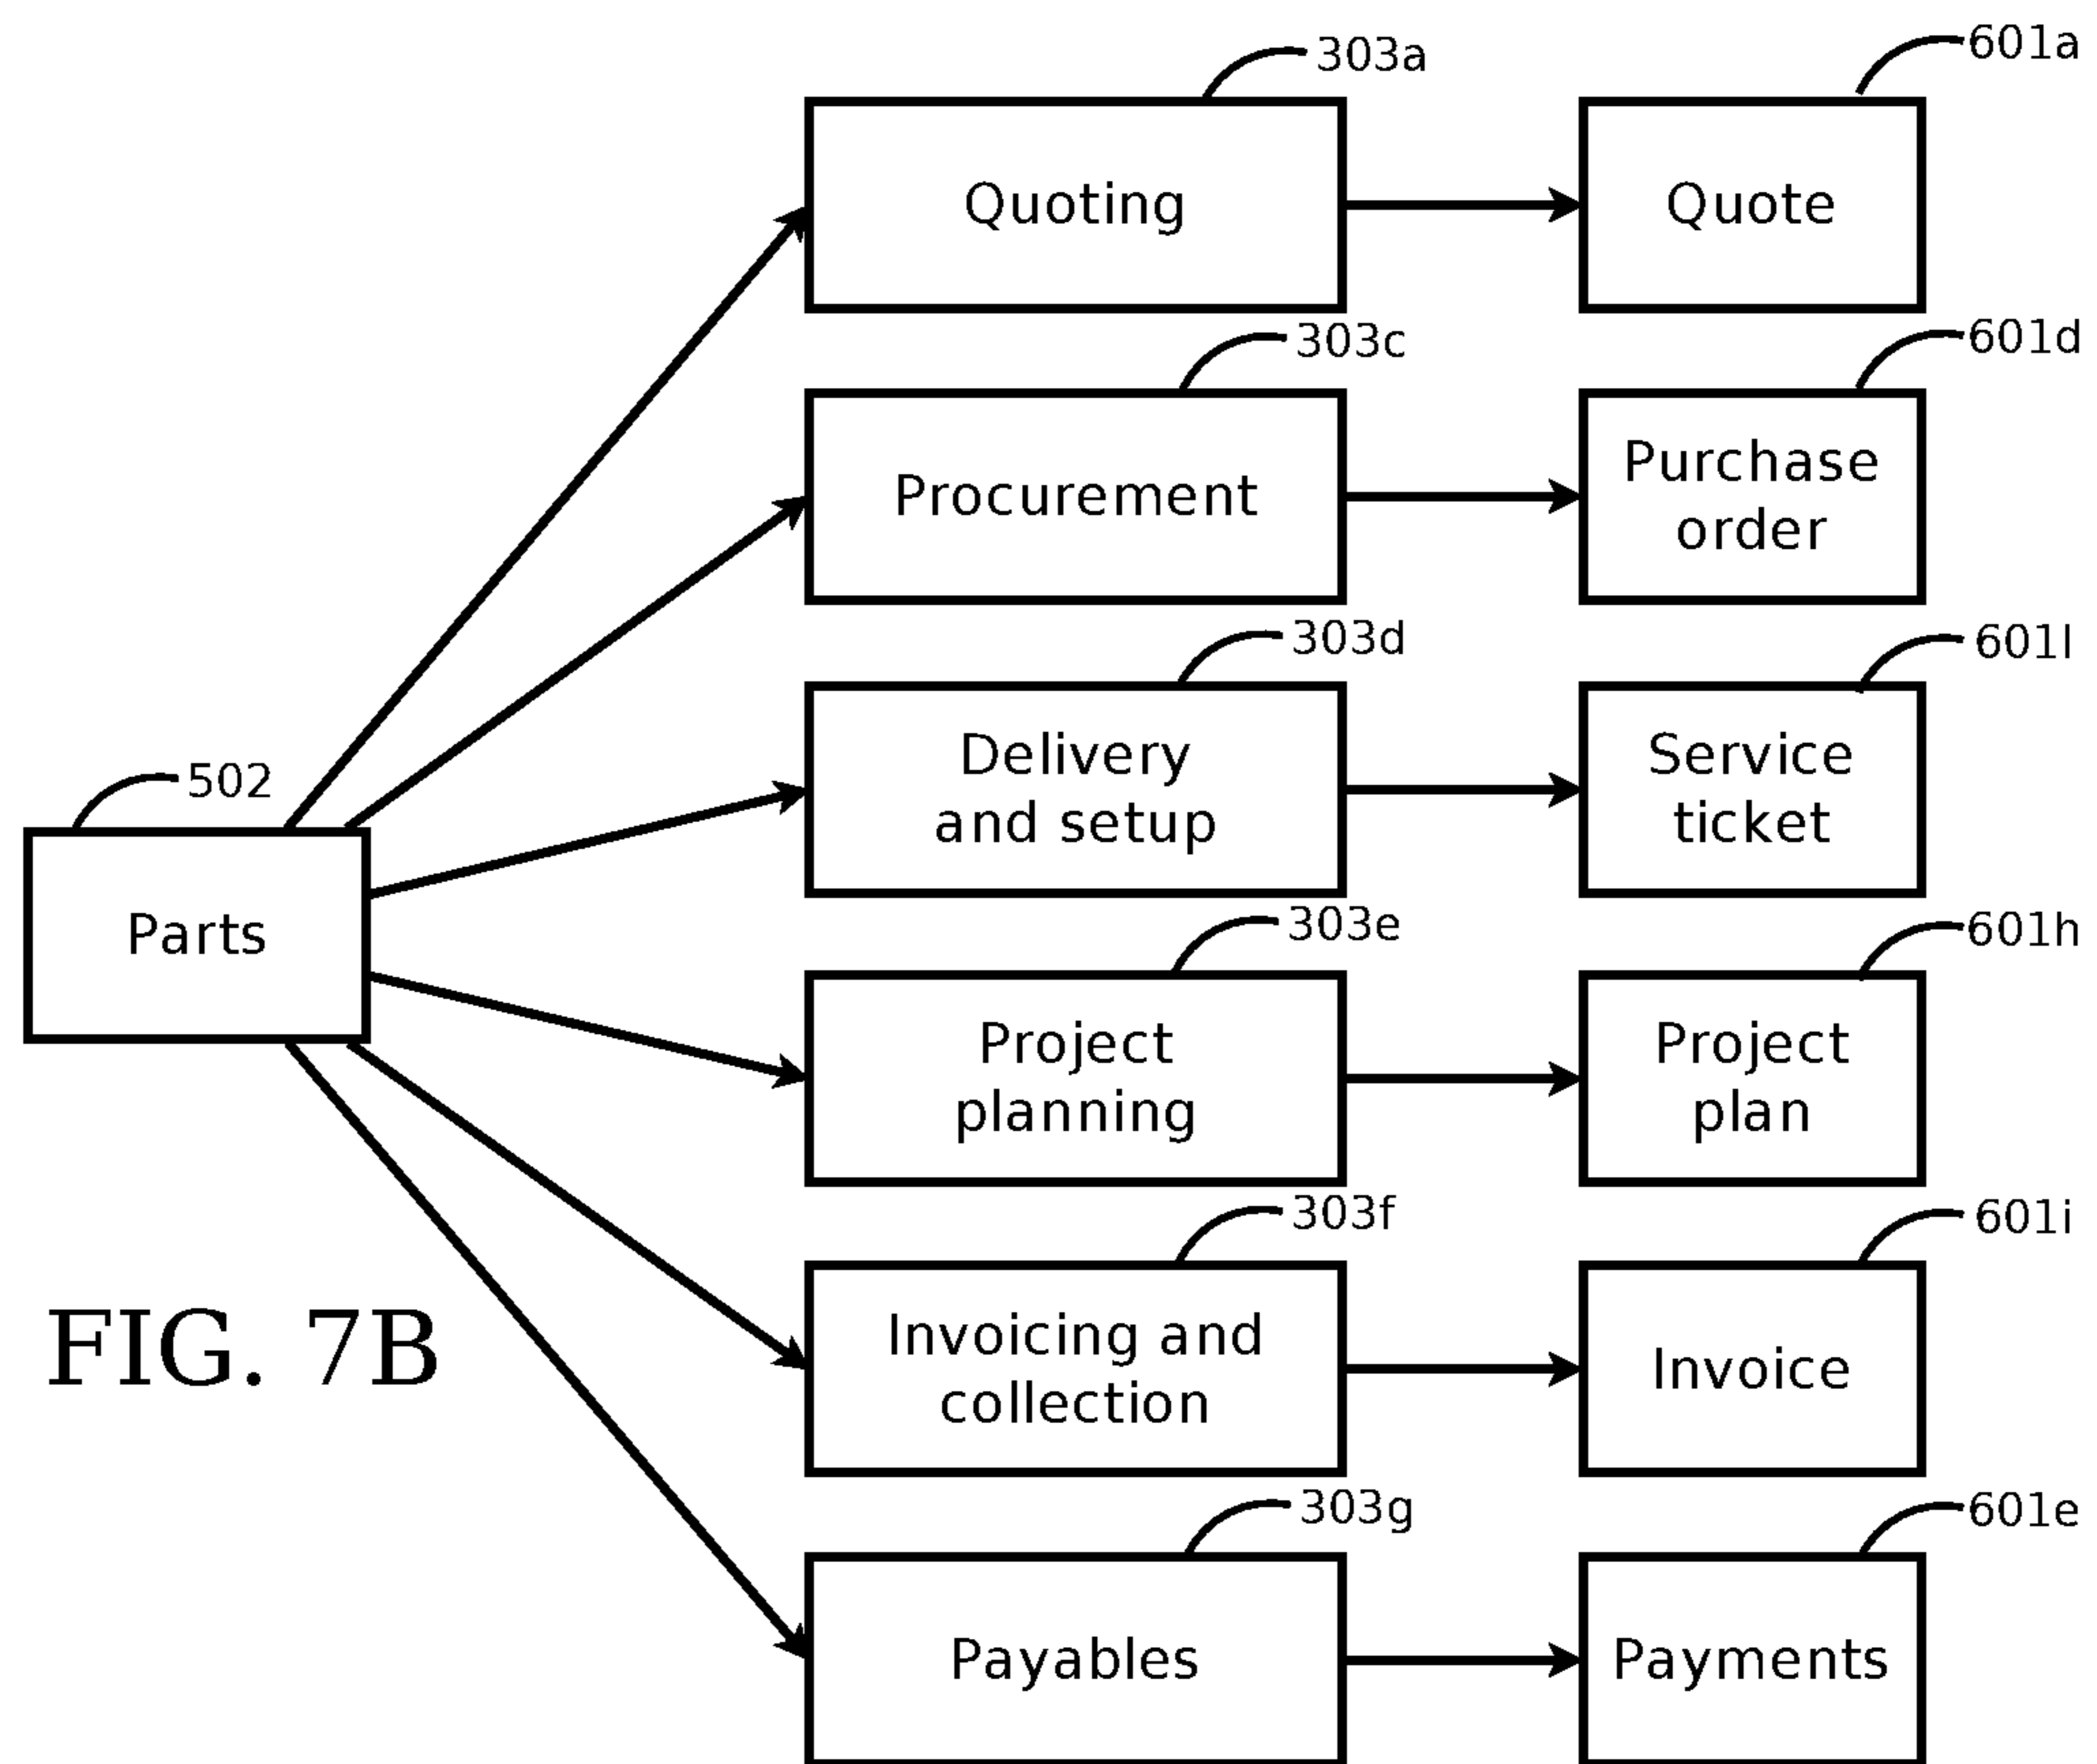 303a
601a
Quoting
Quote
303c
601d
Procurement
Purchase
order
303d
601l
Delivery
and setup
Service
ticket
502
Parts
303e
601h
Project
planning
Project
plan
303f
601i
Invoicing and
collection
Invoice
FIG. 7B
303g
601e
Payables
Payments